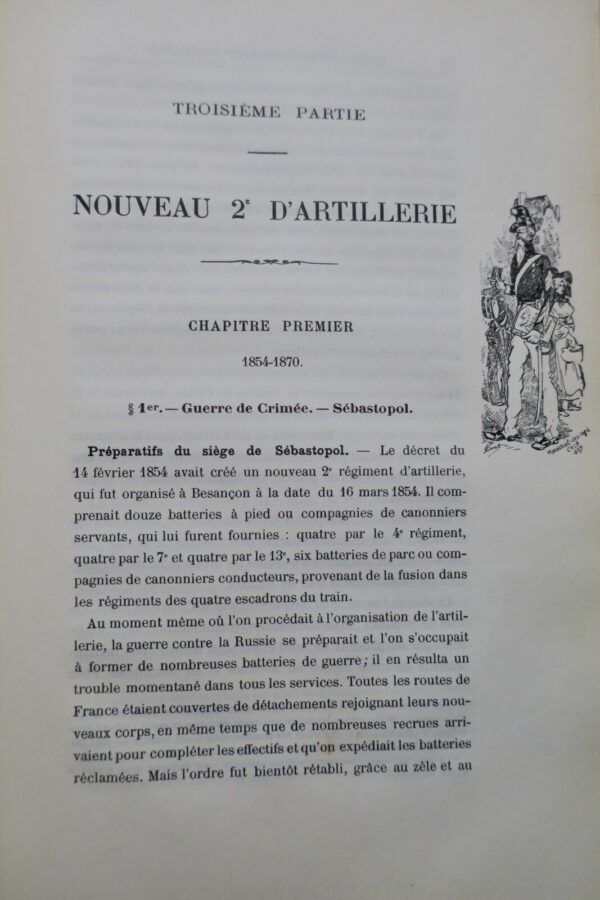 TROISIÈME PARTIE
NOUVEAU 2e D'ARTILLERIE
CHAPITRE PREMIER
1854-1870.
§ 1er. — Guerre de Crimée. — Sébastopol.
Préparatifs du siège de Sébastopol. — Le décret du
14 février 1854 avait créé un nouveau 2e régiment d'artillerie,
qui fut organisé à Besançon à la date du 16 mars 1854. Il com-
prenait douze batteries à pied ou compagnies de canonniers
servants, qui lui furent fournies : quatre par le 4e régiment,
quatre par le 7e et quatre par le 13e, six batteries de parc ou com-
pagnies de canonniers conducteurs, provenant de la fusion dans
les régiments des quatre escadrons du train.
Au moment même où l'on procédait à l'organisation de l'artil-
lerie, la guerre contre la Russie se préparait et l'on s'occupait
à former de nombreuses batteries de guerre ; il en résulta un
trouble momentané dans tous les services. Toutes les routes de
France étaient couvertes de détachements rejoignant leurs nou-
veaux corps, en même temps que de nombreuses recrues arri-
vaient pour compléter les effectifs et qu'on expédiait les batteries
réclamées. Mais l'ordre fut bientôt rétabli, grâce au zèle et au